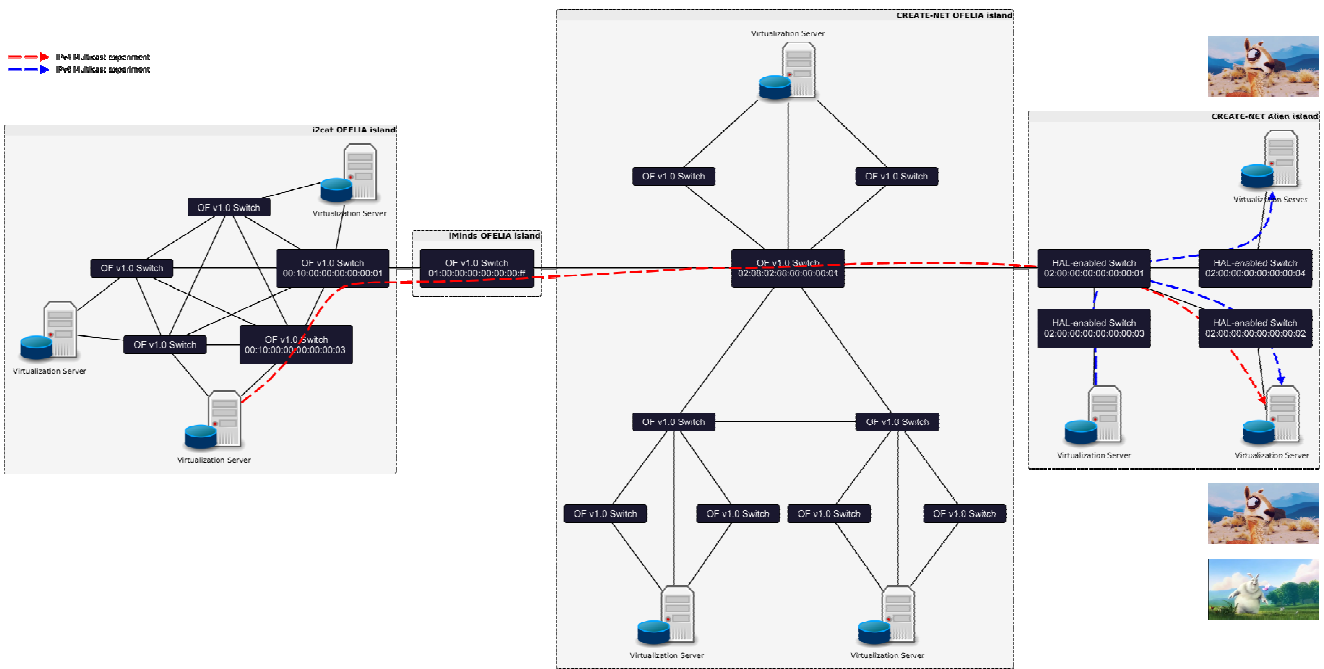 CREATE-NET OFELIA island
Virtualization Server
IPv4 Multicast experiment
IPv6 Multicast experiment
CREATE-NET Alien island
i2cat OFELIA island
OF v1.0 Switch
OF v1.0 Switch
Virtualization Server
Virtualization Server
OF v1.0 Switch
iMinds OFELIA island
OF v1.0 Switch
OF v1.0 Switch
00:10:00:00:00:00:00:01
OF v1.0 Switch
01:00:00:00:00:00:00:ff
OF v1.0 Switch
HAL-enabled Switch
02:00:00:00:00:00:00:01
HAL-enabled Switch
02:00:00:00:00:00:00:04
OF v1.0 Switch
OF v1.0 Switch
00:10:00:00:00:00:00:03
HAL-enabled Switch
02:00:00:00:00:00:00:03
HAL-enabled Switch
02:00:00:00:00:00:00:02
Virtualization Server
OF v1.0 Switch
OF v1.0 Switch
Virtualization Server
Virtualization Server
Virtualization Server
OF v1.0 Switch
OF v1.0 Switch
OF v1.0 Switch
OF v1.0 Switch
Virtualization Server
Virtualization Server